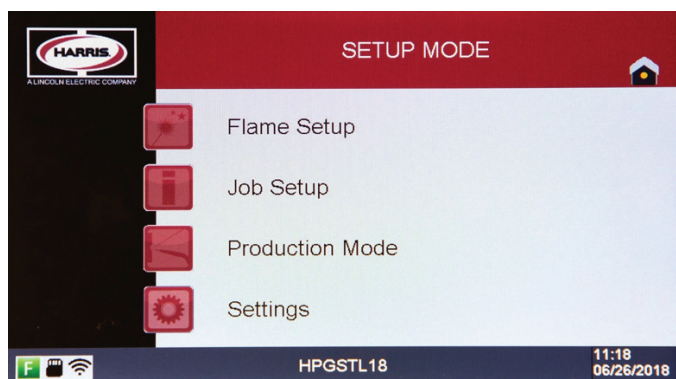 HARRIS.
A LINCOLN ELECTRIC COMPANY
SETUP MODE
Flame Setup
Job Setup
Production Mode
Settings
F
HPGSTL18
11:18
06/26/2018